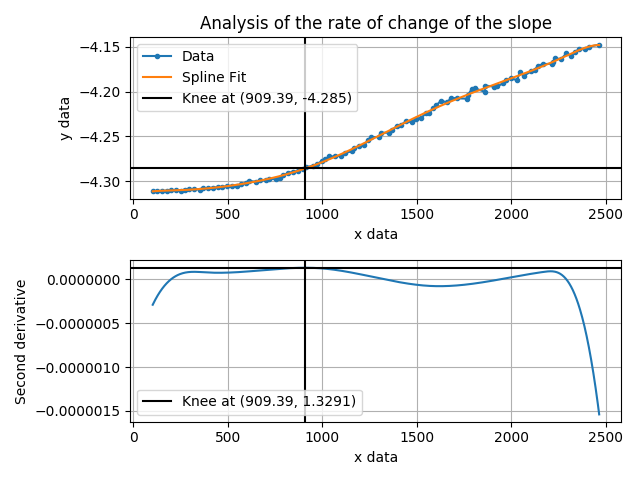 Analysis of the rate of change of the slope
−4.15
−4.20
−4.25
−4.30
y data
Data
Spline Fit
Knee at (909.39, -4.285)
0
500
1000
1500
2000
2500
x data
0.0000000
−0.0000005
−0.0000010
−0.0000015
Second derivative
Knee at (909.39, 1.3291)
0
500
1000
1500
2000
2500
x data